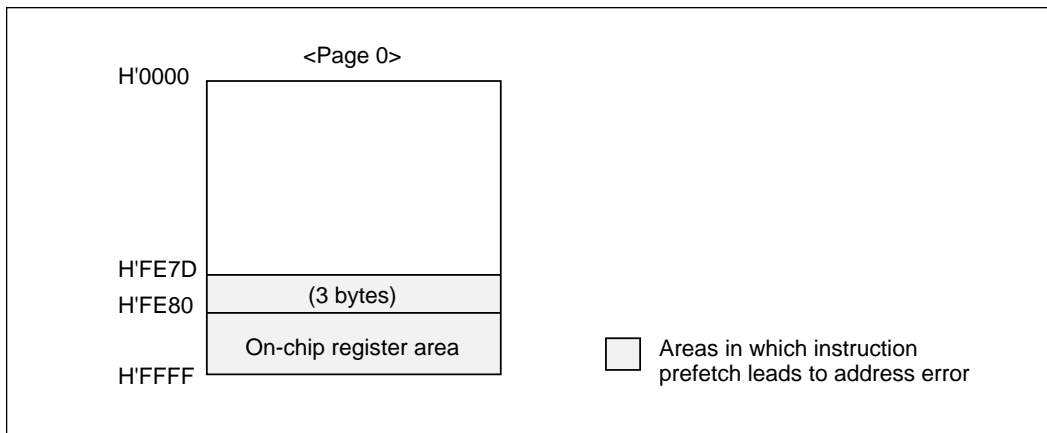 <Page 0>
H'0000
H'FE7D
(3 bytes)
H'FE80
On-chip register area
H'FFFF
Areas in which instruction
prefetch leads to address error